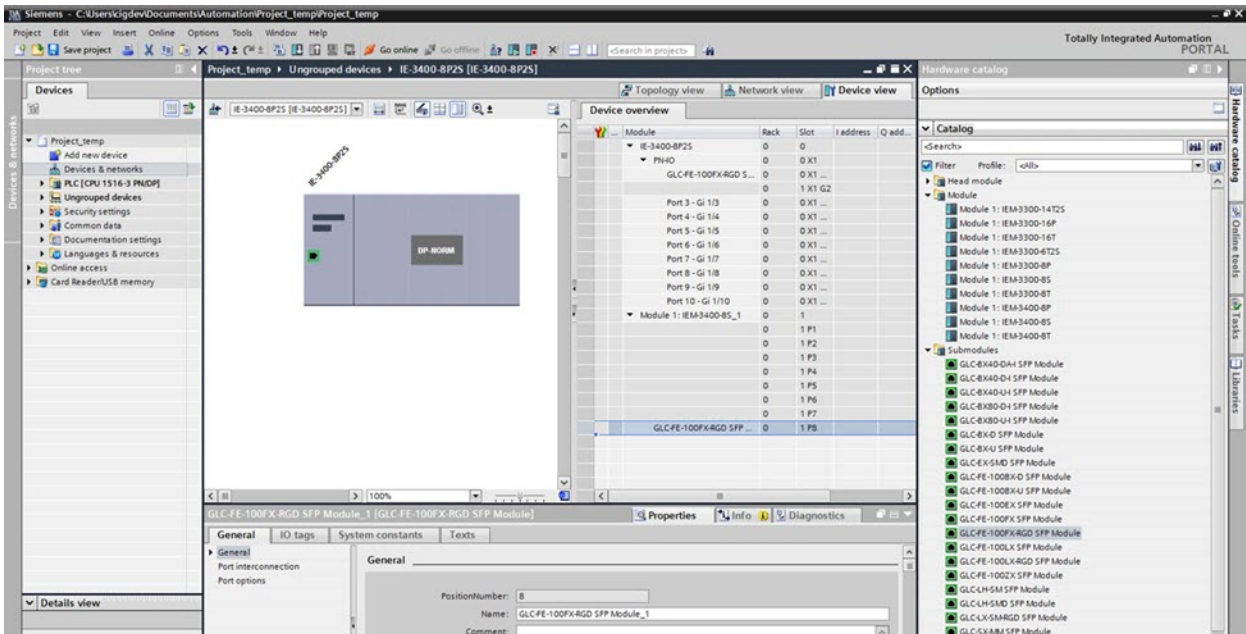 Siemens - C:\Users\cigdev\Documents\Automation\Project_temp\Project_temp
Project Edit View Insert Online Options Tools Window Help
Totally Integrated Automation
PORTAL
Save project
Go online
Go offline
<Search in project>
Project tree
Devices
Devices & networks
Project_temp
Add new device
Devices & networks
PLC [CPU 1516-3 PN/DP]
Ungrouped devices
Security settings
Common data
Documentation settings
Languages & resources
Online access
Card Reader/USB memory
Details view
Project_temp Ungrouped devices IE-3400-8P2S [IE-3400-8P2S]
Topology view Network view Device view
IE-3400-8P2S [IE-3400-8P2S]
IE-3400-8P2S
DP-NORM
100%
Device overview
... Module Rack Slot I address Q add...
IE-3400-8P2S 0 0
PN-IO 0 0 X1
GLC-FE-100FX-RGD S... 0 0 X1 ...
0 1 X1 G2
Port 3 - Gi 1/3 0 0 X1 ...
Port 4 - Gi 1/4 0 0 X1 ...
Port 5 - Gi 1/5 0 0 X1 ...
Port 6 - Gi 1/6 0 0 X1 ...
Port 7 - Gi 1/7 0 0 X1 ...
Port 8 - Gi 1/8 0 0 X1 ...
Port 9 - Gi 1/9 0 0 X1 ...
Port 10 - Gi 1/10 0 0 X1 ...
Module 1: IEM-3400-8S_1 0 1
0 1 P1
0 1 P2
0 1 P3
0 1 P4
0 1 P5
0 1 P6
0 1 P7
GLC-FE-100FX-RGD SFP ... 0 1 P8
GLC-FE-100FX-RGD SFP Module_1 [GLC-FE-100FX-RGD SFP Module]
Properties Info Diagnostics
General IO tags System constants Texts
General
Port interconnection
Port options
General
PositionNumber: 8
Name: GLC-FE-100FX-RGD SFP Module_1
Comment:
Hardware catalog
Options
Catalog
<Search>
Filter Profile: <All>
Head module
Module
Module 1: IEM-3300-14T2S
Module 1: IEM-3300-16P
Module 1: IEM-3300-16T
Module 1: IEM-3300-6T2S
Module 1: IEM-3300-8P
Module 1: IEM-3300-8S
Module 1: IEM-3300-8T
Module 1: IEM-3400-8P
Module 1: IEM-3400-8S
Module 1: IEM-3400-8T
Submodules
GLC-BX40-DA-I SFP Module
GLC-BX40-D-I SFP Module
GLC-BX40-U-I SFP Module
GLC-BX80-D-I SFP Module
GLC-BX80-U-I SFP Module
GLC-BX-D SFP Module
GLC-BX-U SFP Module
GLC-EX-SMD SFP Module
GLC-FE-100BX-D SFP Module
GLC-FE-100BX-U SFP Module
GLC-FE-100EX SFP Module
GLC-FE-100FX SFP Module
GLC-FE-100FX-RGD SFP Module
GLC-FE-100LX SFP Module
GLC-FE-100LX-RGD SFP Module
GLC-FE-100ZX SFP Module
GLC-LH-SM SFP Module
GLC-LH-SMD SFP Module
GLC-LX-SM-RGD SFP Module
GLC-SX-MM SFP Module
Hardware catalog
Online tools
Tasks
Libraries